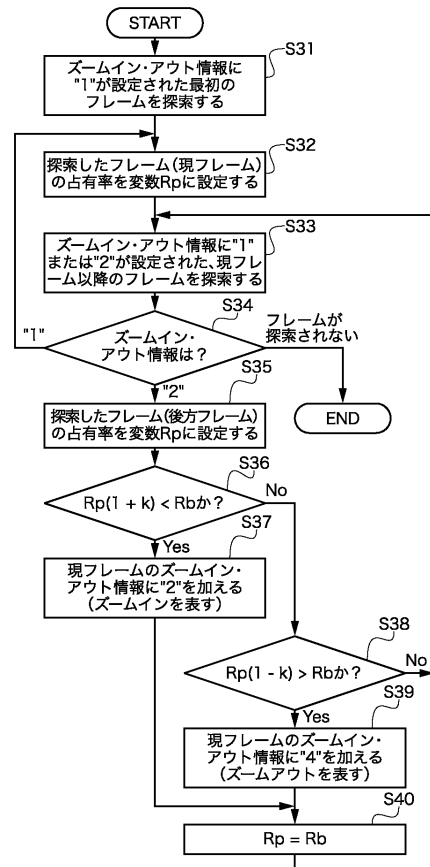 START
S31
ズームイン・アウト情報に
"1"が設定された最初の
フレームを探索する
S32
探索したフレーム(現フレーム)
の占有率を変数Rpに設定する
S33
ズームイン・アウト情報に"1"
または"2"が設定された、現フ
レーム以降のフレームを探索する
S34
"1"
ズームイン・
アウト情報は?
フレームが
探索されない
"2"
END
S35
探索したフレーム(後方フレーム)
の占有率を変数Rpに設定する
S36
Rp(1 + k) < Rbか?
No
Yes
S37
現フレームのズームイン・
アウト情報に"2"を加える
(ズームインを表す)
S38
Rp(1 - k) > Rbか?
No
Yes
S39
現フレームのズームイン・
アウト情報に"4"を加える
(ズームアウトを表す)
S40
Rp = Rb